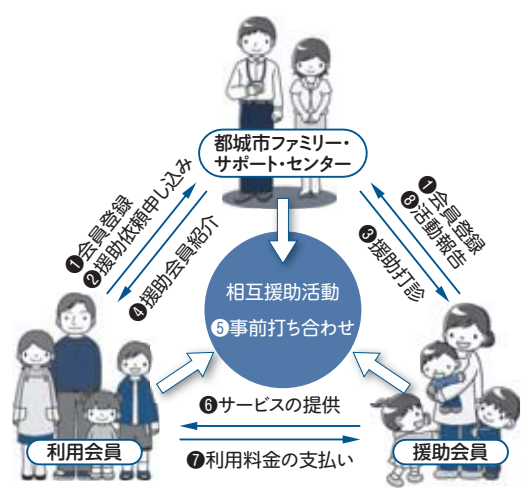 都城市ファミリー・
サポート・センター
❶会員登録
❷援助依頼申し込み
❹援助会員紹介
❶会員登録
❽活動報告
❸援助打診
相互援助活動
❺事前打ち合わせ
❻サービスの提供
❼利用料金の支払い
利用会員
援助会員